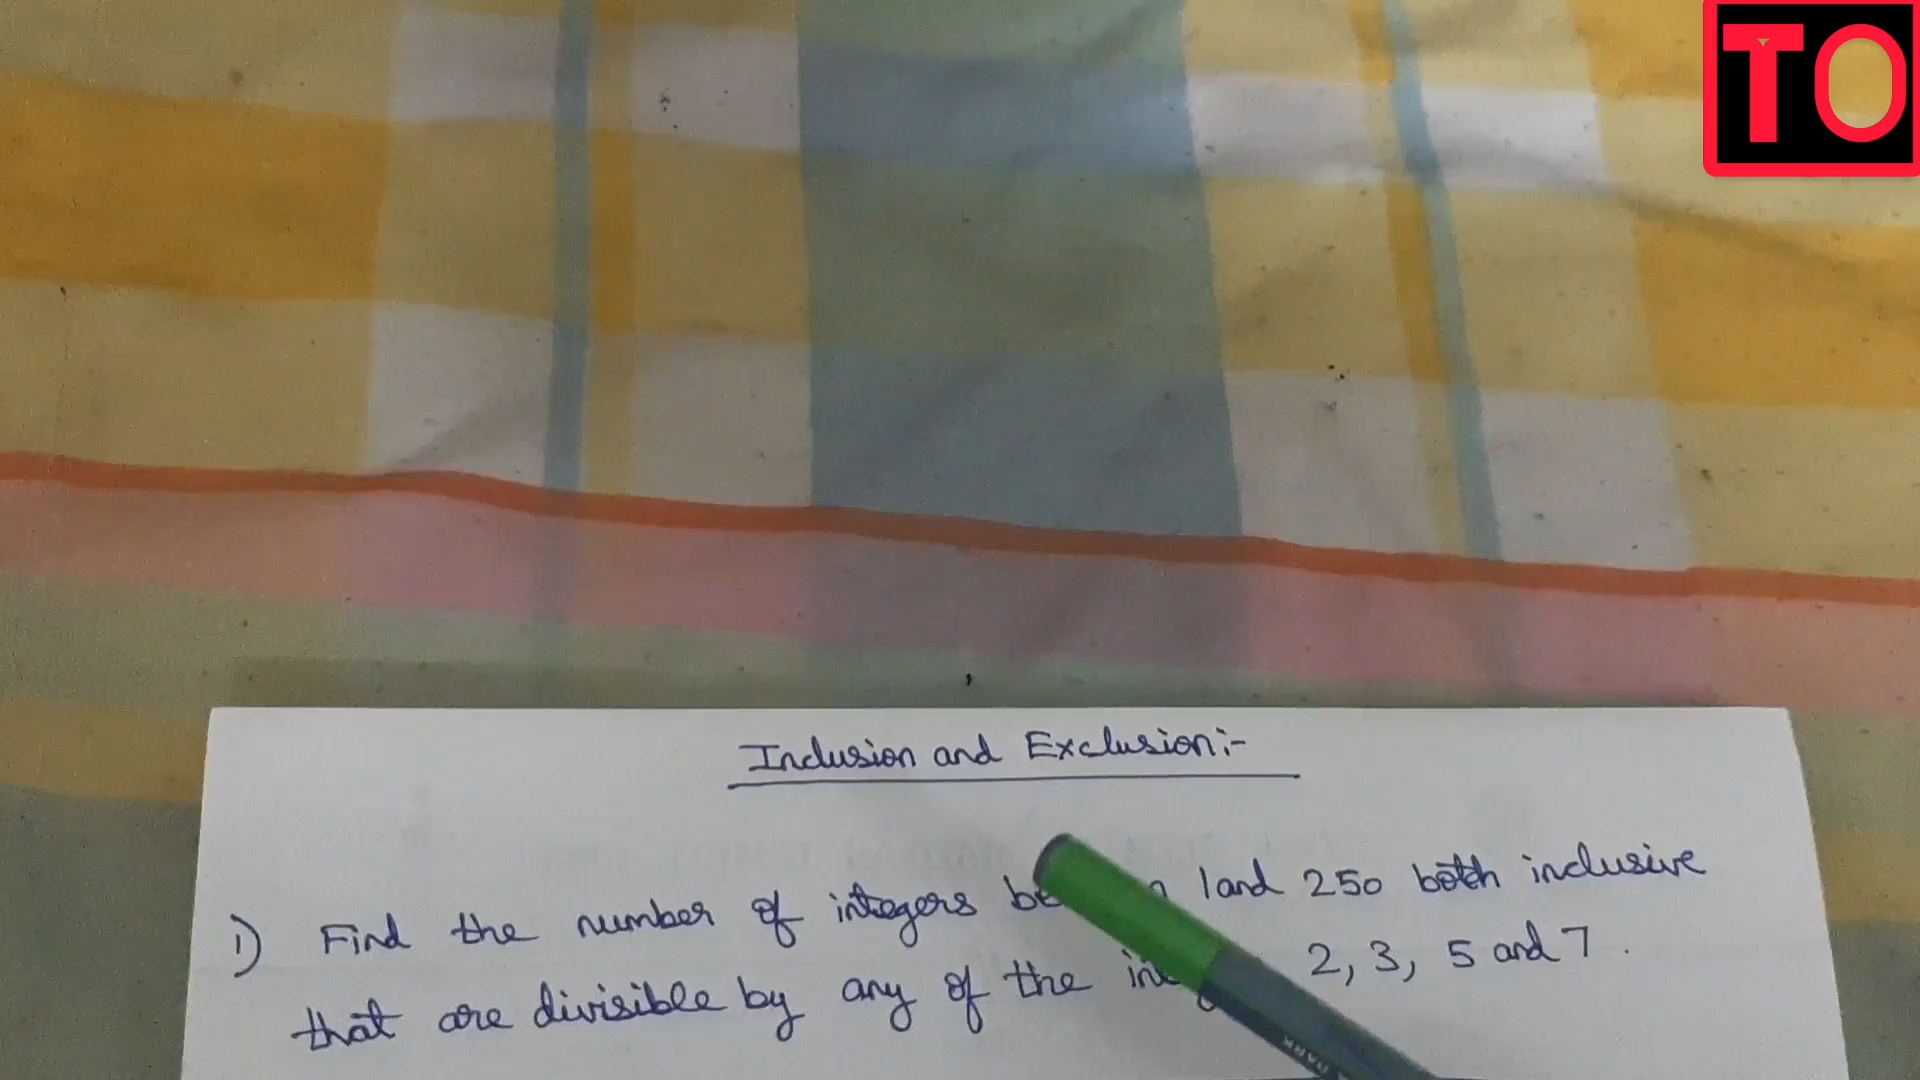 TO
Inclusion and Exclusion:-
1) Find the number of integers 1 and 250 both inclusive
that are divisible by any of the 2, 3, 5 and 7.
DARK